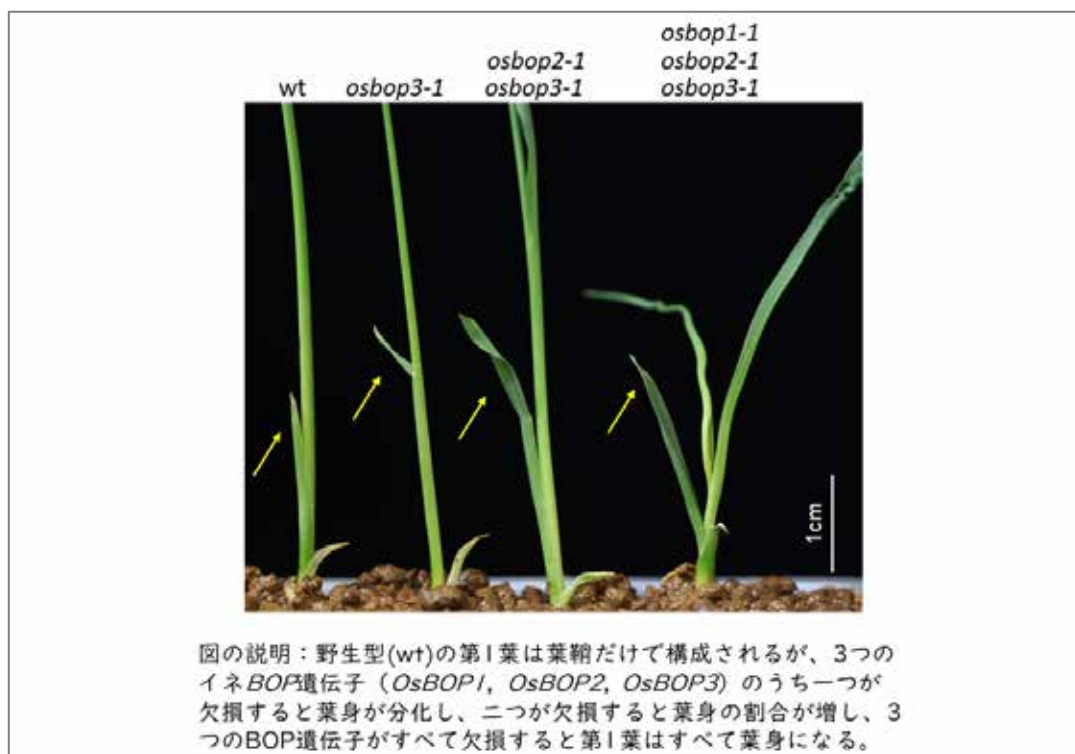 osbop1-1
osbop2-1 osbop2-1
wt osbop3-1 osbop3-1 osbop3-1
1cm
図の説明：野生型(wt)の第1葉は葉鞘だけで構成されるが、3つの
イネBOP遺伝子（OsBOP1, OsBOP2, OsBOP3）のうち一つが
欠損すると葉身が分化し、二つが欠損すると葉身の割合が増し、3
つのBOP遺伝子がすべて欠損すると第1葉はすべて葉身になる。